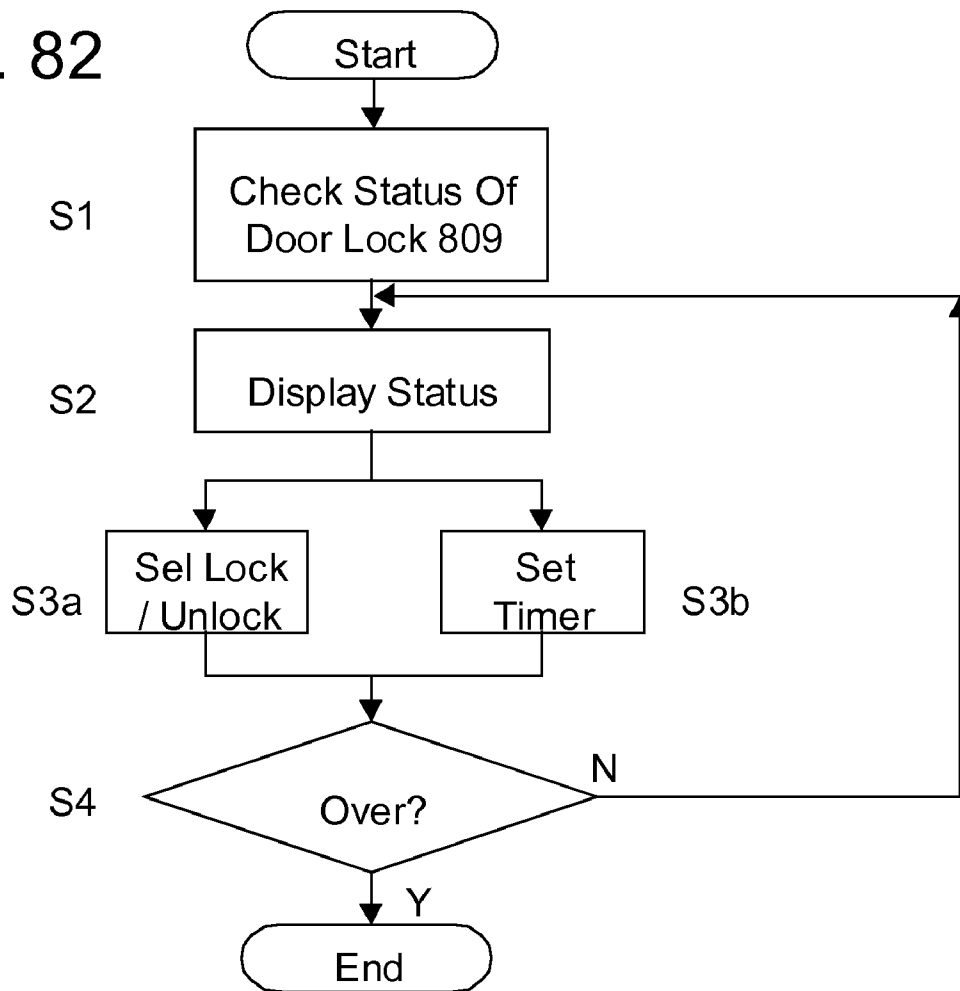 . 82
Start
S1
Check Status Of
Door Lock 809
S2
Display Status
S3a
Sel Lock
/ Unlock
Set
Timer
S3b
S4
Over?
N
Y
End